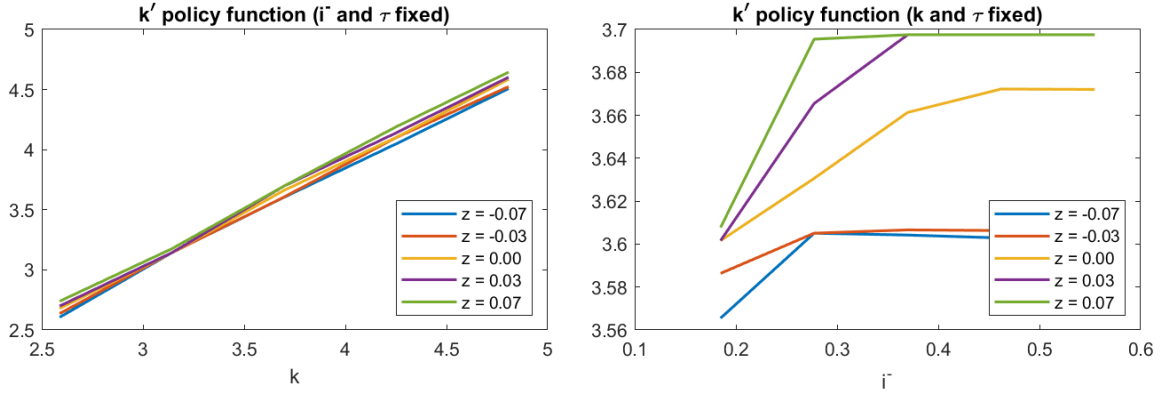 k′ policy function (i⁻ and τ fixed)
5
4.5
4
3.5
3
2.5
2.5
3
3.5
4
4.5
5
k
z = -0.07
z = -0.03
z = 0.00
z = 0.03
z = 0.07
k′ policy function (k and τ fixed)
3.7
3.68
3.66
3.64
3.62
3.6
3.58
3.56
0.1
0.2
0.3
0.4
0.5
0.6
i⁻
z = -0.07
z = -0.03
z = 0.00
z = 0.03
z = 0.07